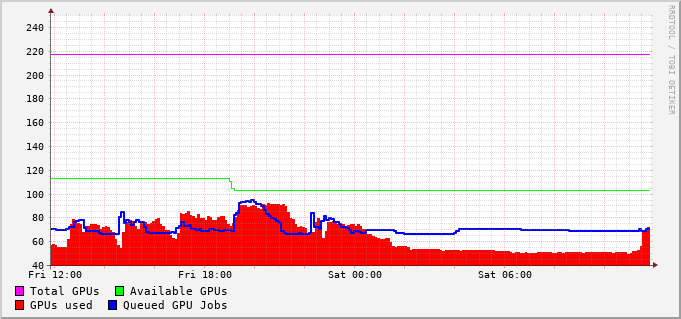 240
220
200
180
160
140
120
100
80
60
40
Fri 12:00 Fri 18:00 Sat 00:00 Sat 06:00
Total GPUs Available GPUs
GPUs used Queued GPU Jobs
RRDTOOL / TOBI OETIKER